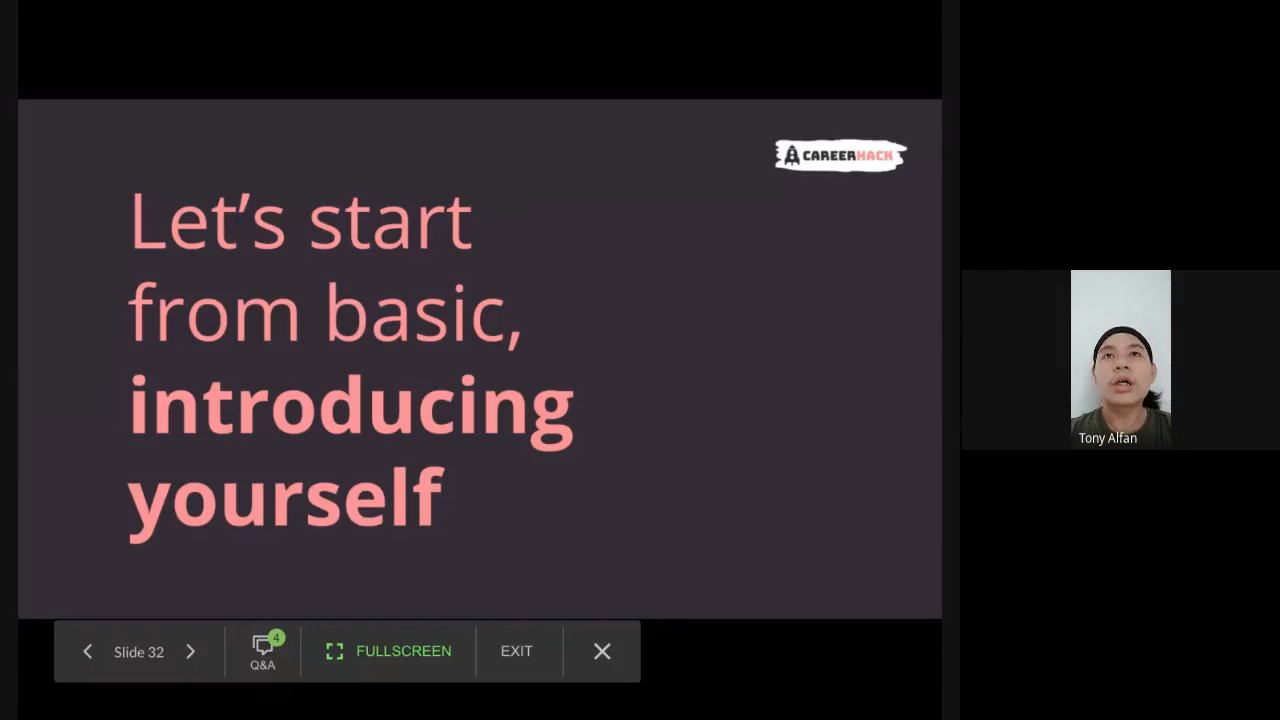 CAREERHACK
Let's start
from basic,
introducing
yourself
Tony Alfan
Slide 32
4
Q&A
FULLSCREEN
EXIT